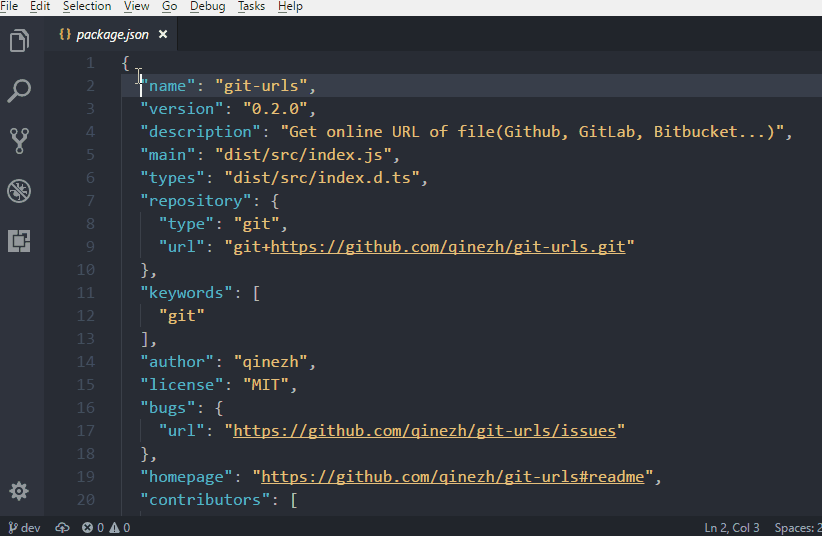 File Edit Selection View Go Debug Tasks Help
{} package.json ×
1 {
2 "name": "git-urls",
3 "version": "0.2.0",
4 "description": "Get online URL of file(Github, GitLab, Bitbucket...)",
5 "main": "dist/src/index.js",
6 "types": "dist/src/index.d.ts",
7 "repository": {
8 "type": "git",
9 "url": "git+https://github.com/qinezh/git-urls.git"
10 },
11 "keywords": [
12 "git"
13 ],
14 "author": "qinezh",
15 "license": "MIT",
16 "bugs": {
17 "url": "https://github.com/qinezh/git-urls/issues"
18 },
19 "homepage": "https://github.com/qinezh/git-urls#readme",
20 "contributors": [
dev 0 0 Ln 2, Col 3 Spaces: 2